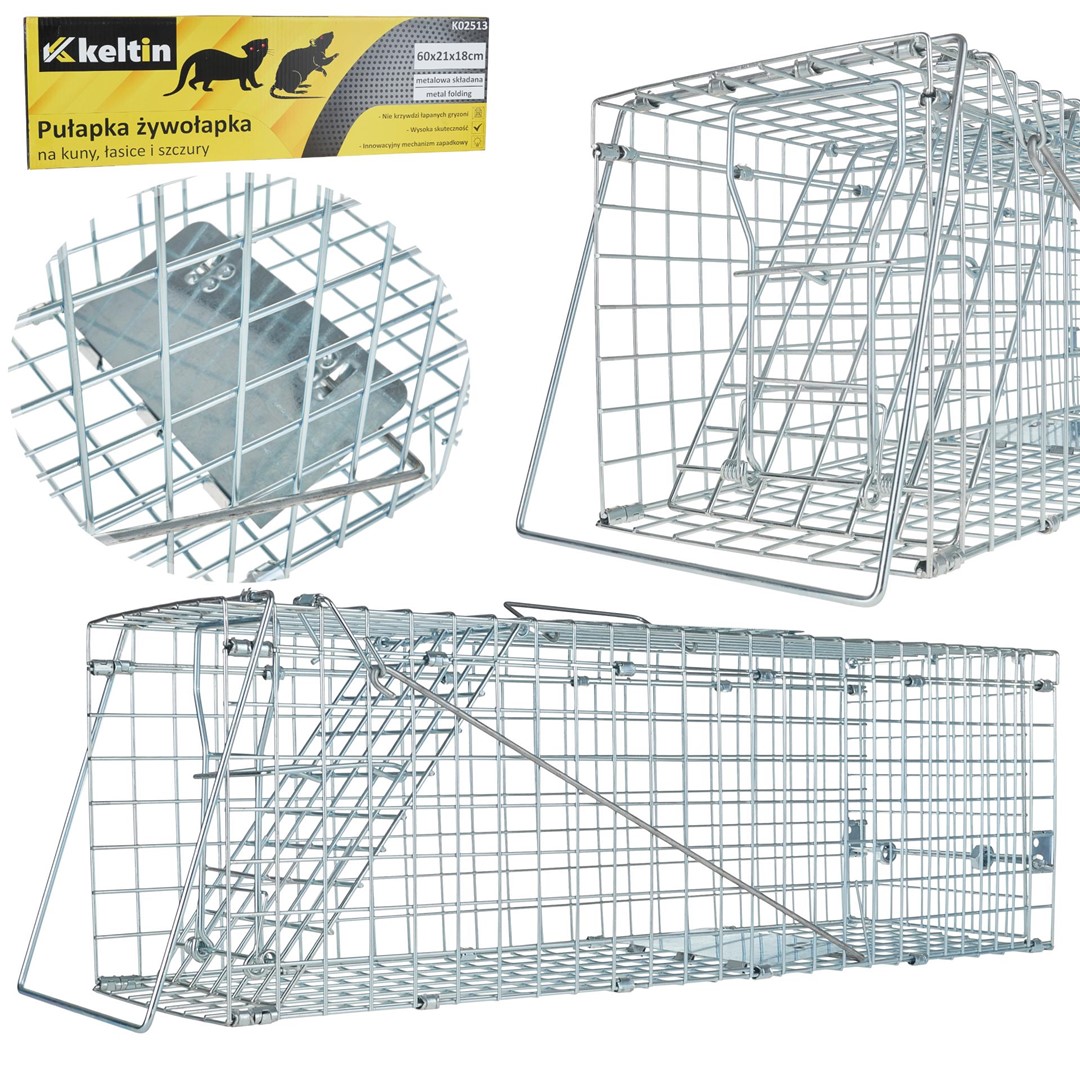 keltin
K02513
60x21x18cm
metalowa składana
metal folding
Pułapka żywołapka
na kuny, łasice i szczury
- Nie krzywdzi łapanych gryzoni
- Wysoka skuteczność
- Innowacyjny mechanizm zapadkowy